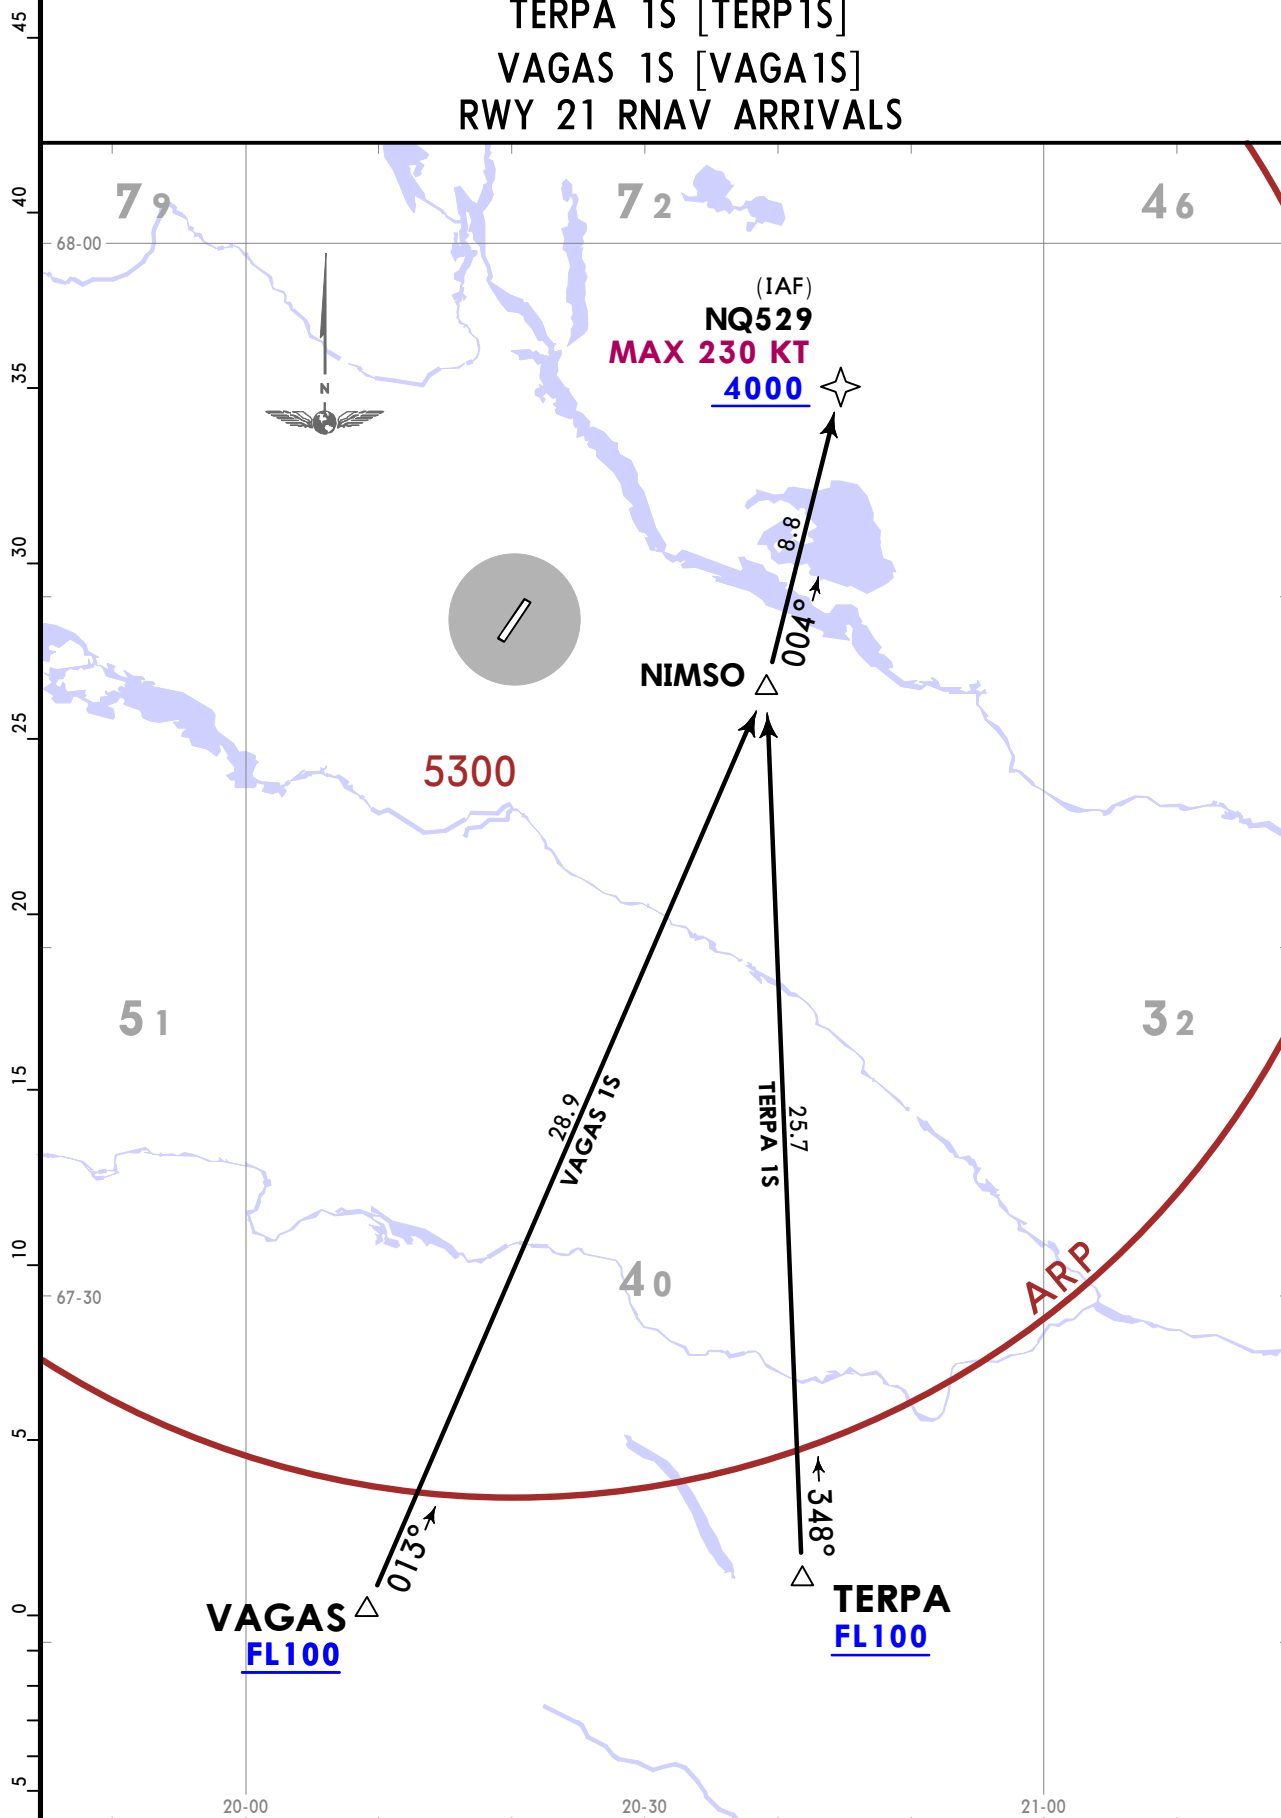 TERPA 1S [TERP1S]
VAGAS 1S [VAGA1S]
RWY 21 RNAV ARRIVALS
45
40
35
30
25
20
15
10
5
0
5
79
72
46
68-00
(IAF)
NQ529
MAX 230 KT
4000
N
8.8
004°
NIMSO
5300
51
32
28.9
VAGAS 1S
TERPA 1S
25.7
40
ARP
67-30
013°
348°
VAGAS
FL100
TERPA
FL100
20-00
20-30
21-00